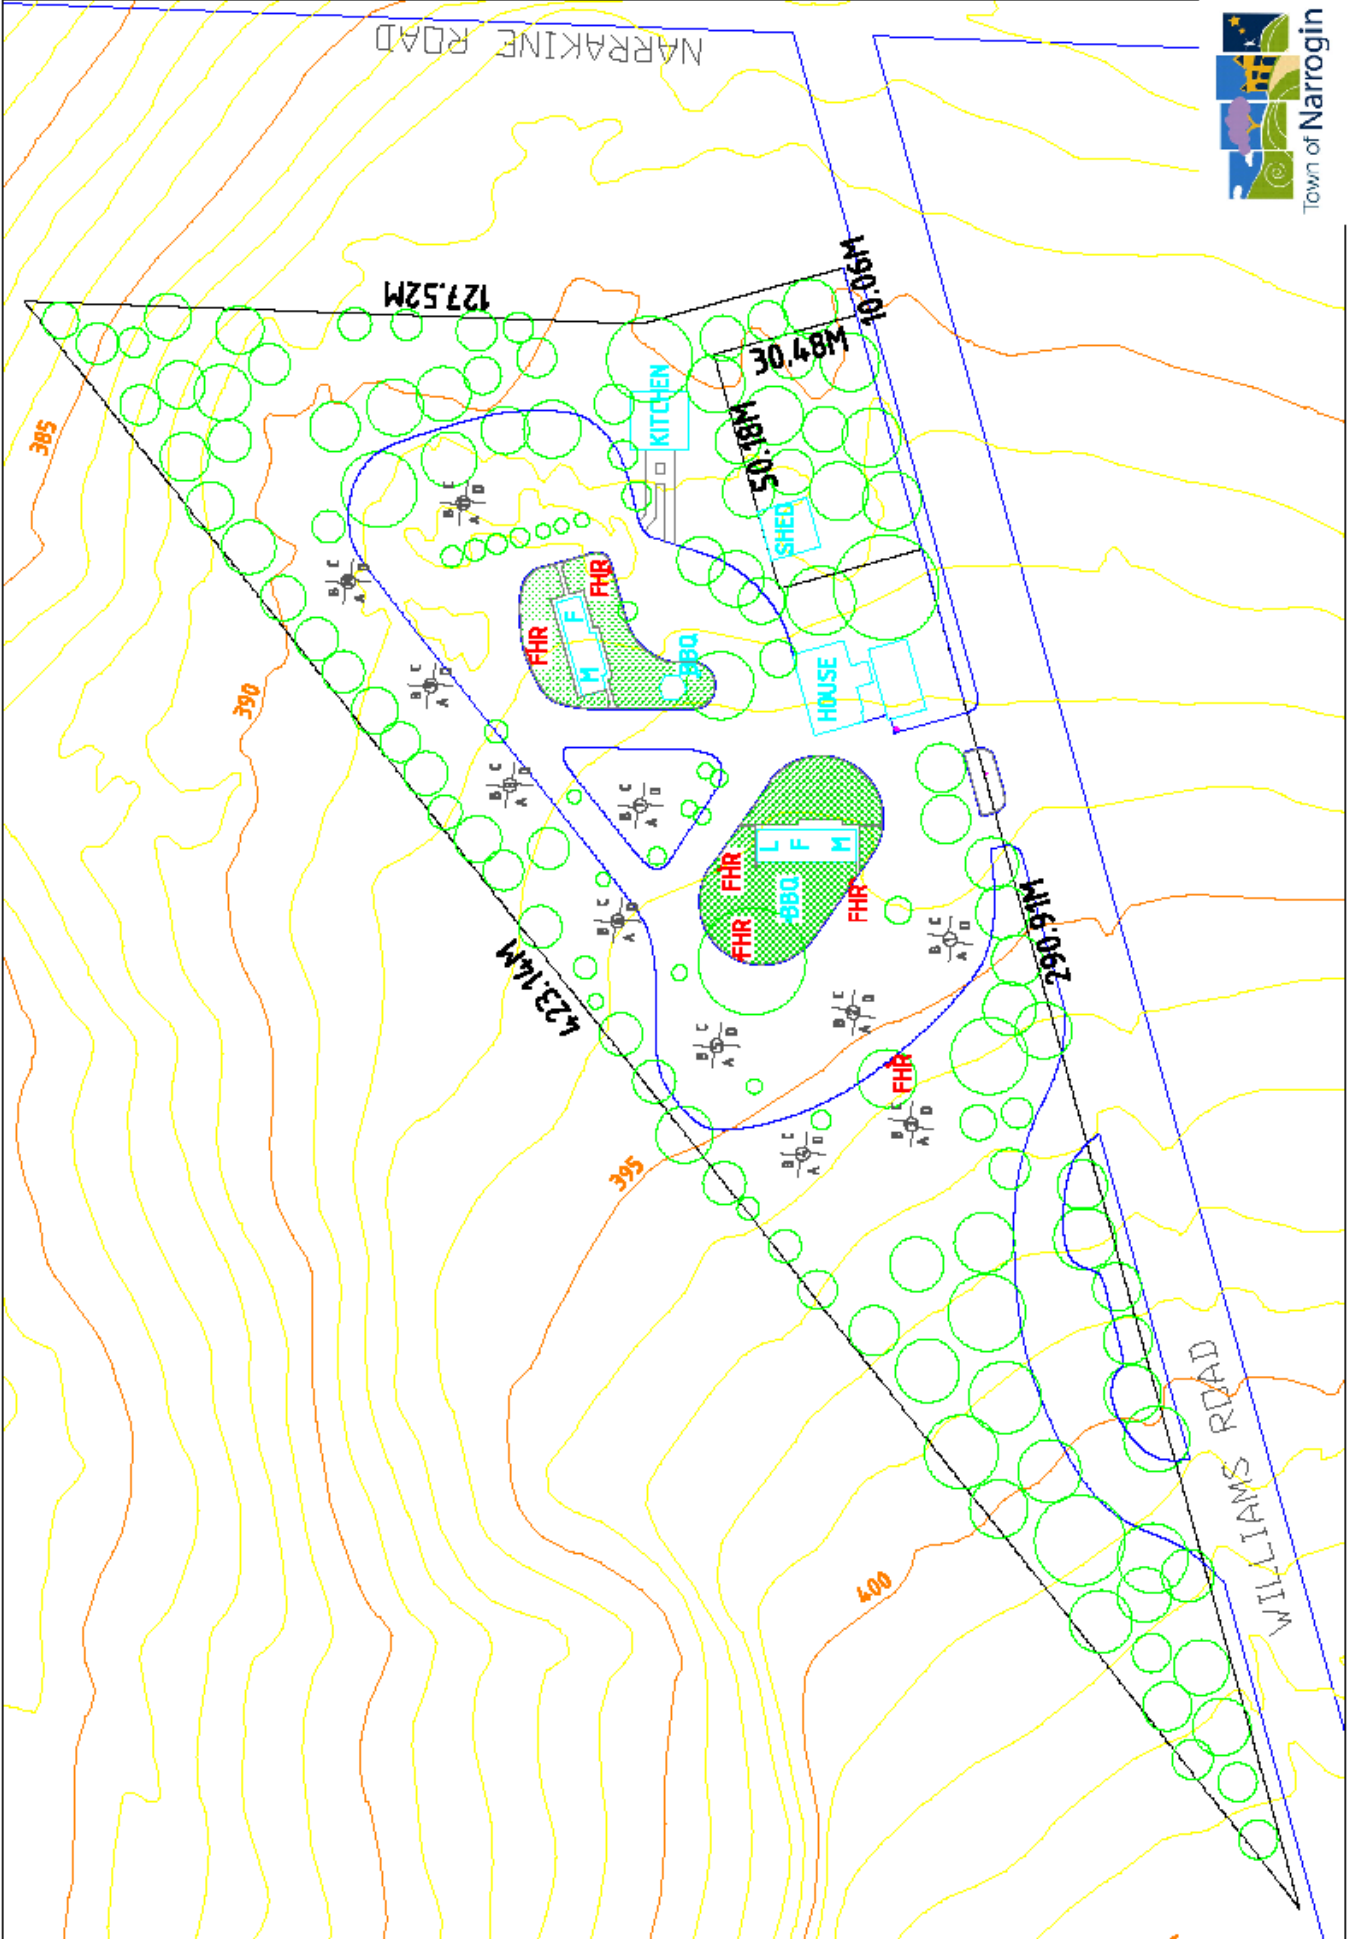 NARRAKINE ROAD
Town of Narrogin
127.52M
10.06M
30.48M
50.18M
385
KITCHEN
SHED
B C
A D
B C
A D
FHR
FHR
M F
BBQ
HOUSE
390
B C
A D
B C
A D
B C
A D
L
F
M
FHR
FHR
FHR
BBQ
B C
A D
B C
A D
290.91M
423.14M
B C
A D
B C
A D
FHR
B C
A D
B C
A D
395
400
WILLIAMS ROAD